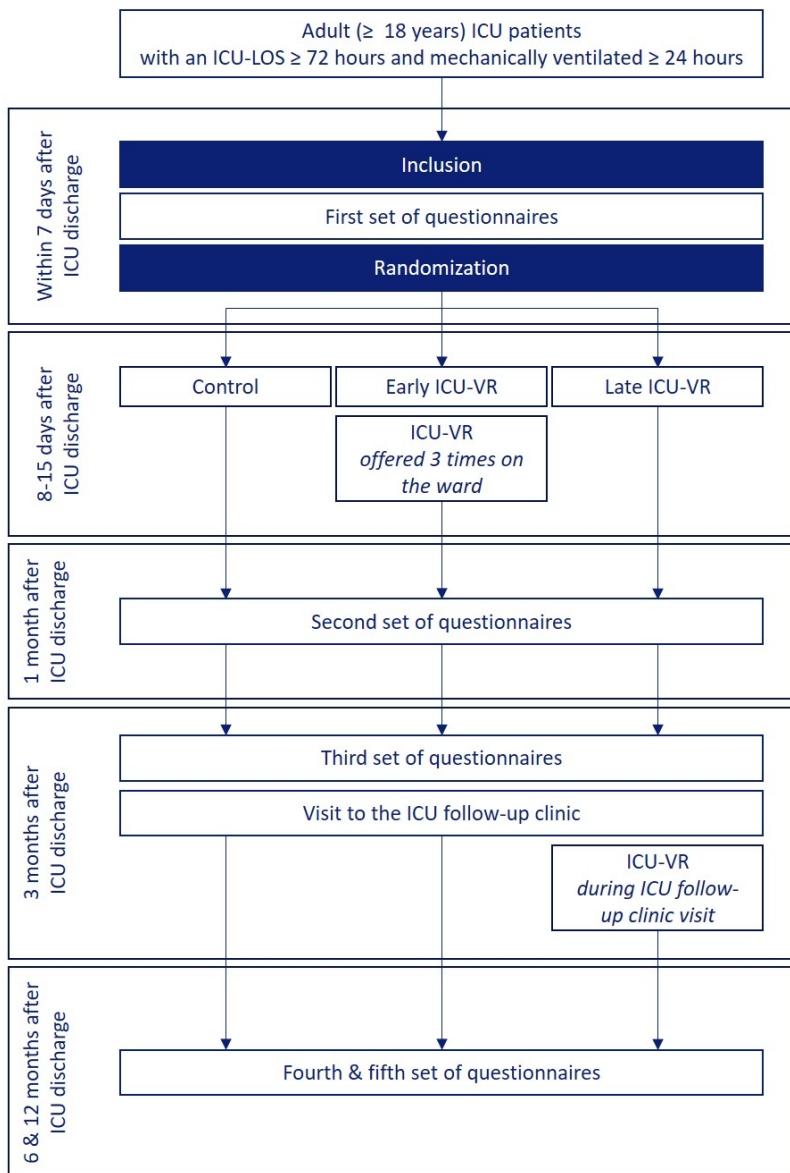 Adult (≥ 18 years) ICU patients
with an ICU-LOS ≥ 72 hours and mechanically ventilated ≥ 24 hours
Within 7 days after
ICU discharge
Inclusion
First set of questionnaires
Randomization
8-15 days after
ICU discharge
Control
Early ICU-VR
Late ICU-VR
ICU-VR
offered 3 times on
the ward
1 month after
ICU discharge
Second set of questionnaires
3 months after
ICU discharge
Third set of questionnaires
Visit to the ICU follow-up clinic
ICU-VR
during ICU follow-
up clinic visit
6 & 12 months after
ICU discharge
Fourth & fifth set of questionnaires